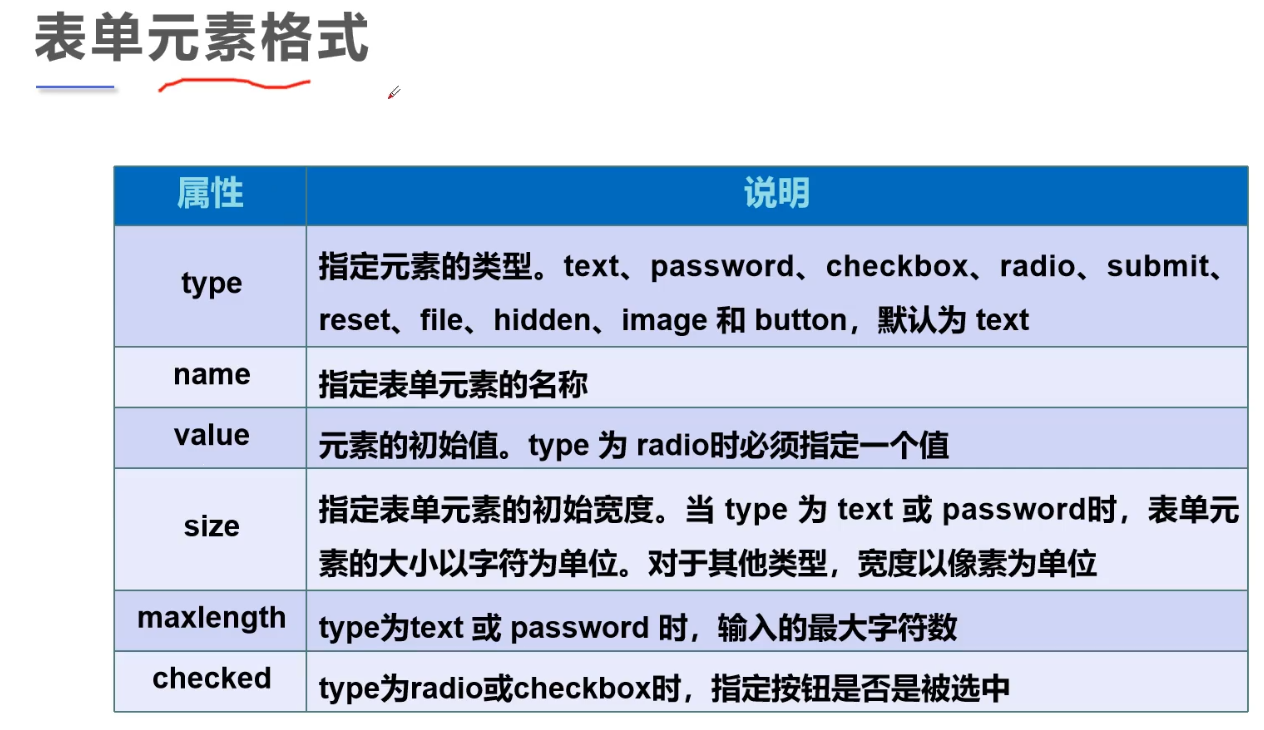 表单元素格式
属性
说明
type
指定元素的类型。text、password、checkbox、radio、submit、
reset、file、hidden、image 和 button，默认为 text
name
指定表单元素的名称
value
元素的初始值。type 为 radio时必须指定一个值
size
指定表单元素的初始宽度。当 type 为 text 或 password时，表单元
素的大小以字符为单位。对于其他类型，宽度以像素为单位
maxlength
type为text 或 password 时，输入的最大字符数
checked
type为radio或checkbox时，指定按钮是否是被选中